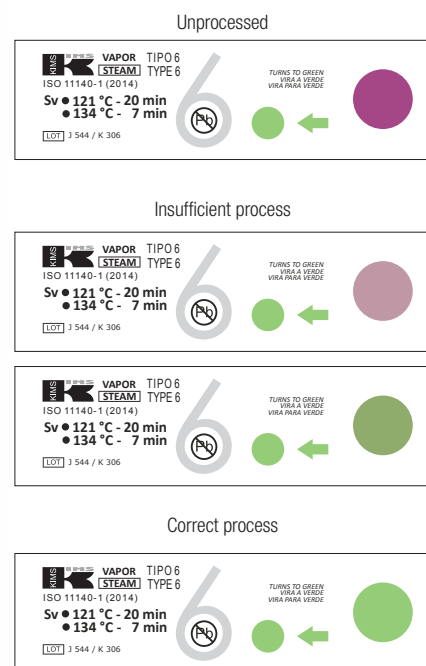 Unprocessed
KIMS VAPOR TIPO 6
STEAM TYPE 6
ISO 11140-1 (2014)
Sv ● 121 °C - 20 min
● 134 °C - 7 min
LOT J 544 / K 306
6
Pb
TURNS TO GREEN
VIRA A VERDE
VIRA PARA VERDE
Insufficient process
KIMS VAPOR TIPO 6
STEAM TYPE 6
ISO 11140-1 (2014)
Sv ● 121 °C - 20 min
● 134 °C - 7 min
LOT J 544 / K 306
6
Pb
TURNS TO GREEN
VIRA A VERDE
VIRA PARA VERDE
KIMS VAPOR TIPO 6
STEAM TYPE 6
ISO 11140-1 (2014)
Sv ● 121 °C - 20 min
● 134 °C - 7 min
LOT J 544 / K 306
6
Pb
TURNS TO GREEN
VIRA A VERDE
VIRA PARA VERDE
Correct process
KIMS VAPOR TIPO 6
STEAM TYPE 6
ISO 11140-1 (2014)
Sv ● 121 °C - 20 min
● 134 °C - 7 min
LOT J 544 / K 306
6
Pb
TURNS TO GREEN
VIRA A VERDE
VIRA PARA VERDE